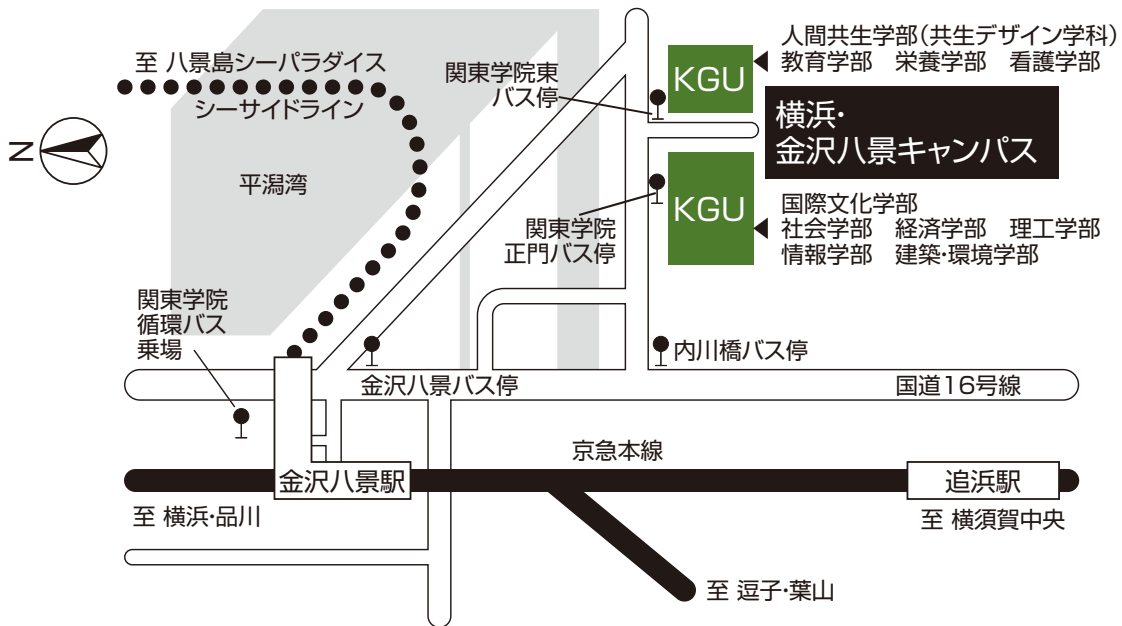 人間共生学部（共生デザイン学科）
教育学部　栄養学部　看護学部
至 八景島シーパラダイス
関東学院東
バス停
KGU
シーサイドライン
横浜・
金沢八景キャンパス
N
平潟湾
KGU
国際文化学部
社会学部　経済学部　理工学部
情報学部　建築・環境学部
関東学院
正門バス停
関東学院
循環バス
乗場
内川橋バス停
金沢八景バス停
国道16号線
京急本線
金沢八景駅
追浜駅
至 横浜・品川
至 横須賀中央
至 逗子・葉山